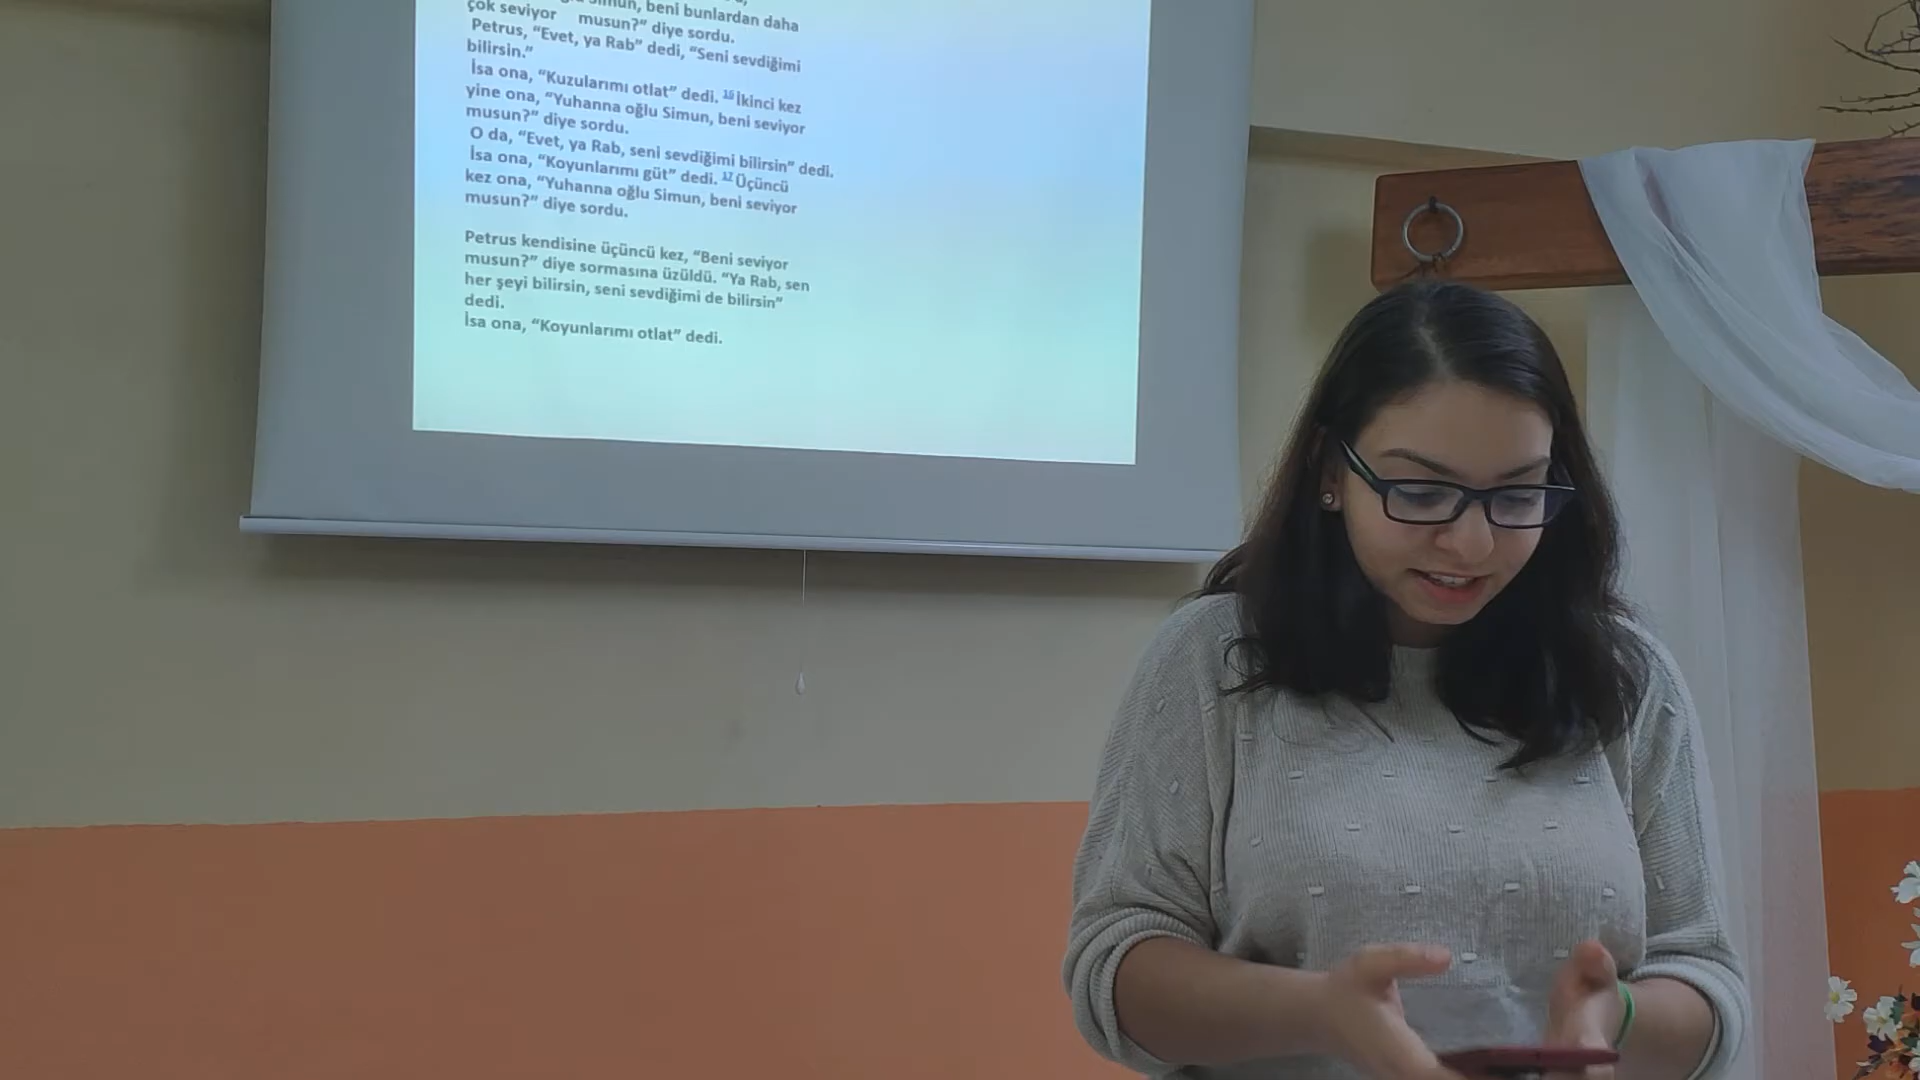 Simun, beni bunlardan daha
çok seviyor musun?” diye sordu.
Petrus, “Evet, ya Rab” dedi, “Seni sevdiğimi
bilirsin.”
İsa ona, “Kuzularımı otlat” dedi. 16 İkinci kez
yine ona, “Yuhanna oğlu Simun, beni seviyor
musun?” diye sordu.
O da, “Evet, ya Rab, seni sevdiğimi bilirsin” dedi.
İsa ona, “Koyunlarımı güt” dedi. 17 Üçüncü
kez ona, “Yuhanna oğlu Simun, beni seviyor
musun?” diye sordu.
Petrus kendisine üçüncü kez, “Beni seviyor
musun?” diye sormasına üzüldü. “Ya Rab, sen
her şeyi bilirsin, seni sevdiğimi de bilirsin”
dedi.
İsa ona, “Koyunlarımı otlat” dedi.